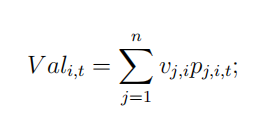 $Val_{i,t} = \sum_{j=1}^{n} v_{j,i} p_{j,i,t};$